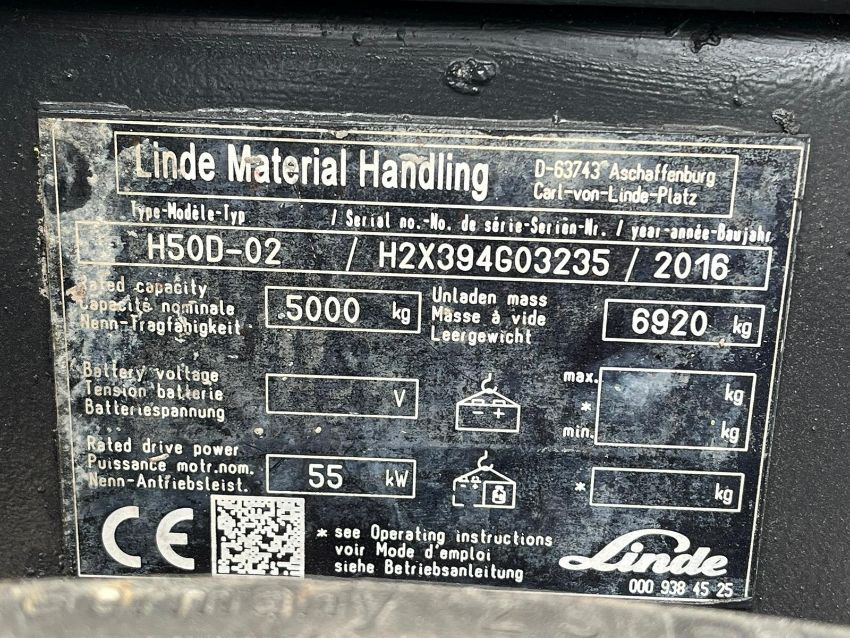 Linde Material Handling
D-63743 Aschaffenburg
Carl-von-Linde-Platz
Type-Modèle-Typ / Serial no.-No. de série-Serien-Nr. / year-année-Baujahr
H50D-02 / H2X394G03235 / 2016
Rated capacity
Capacité nominale
Nenn-Tragfähigkeit
5000 kg
Unladen mass
Masse à vide
Leergewicht
6920 kg
Battery voltage
Tension batterie
Batteriespannung
V
- +
max. kg
*
min. kg
Rated drive power
Puissance motr.nom.
Nenn-Antriebsleist.
55 kW
* kg
CE
* see Operating instructions
voir Mode d'emploi
siehe Betriebsanleitung
Linde
000 938 45 25